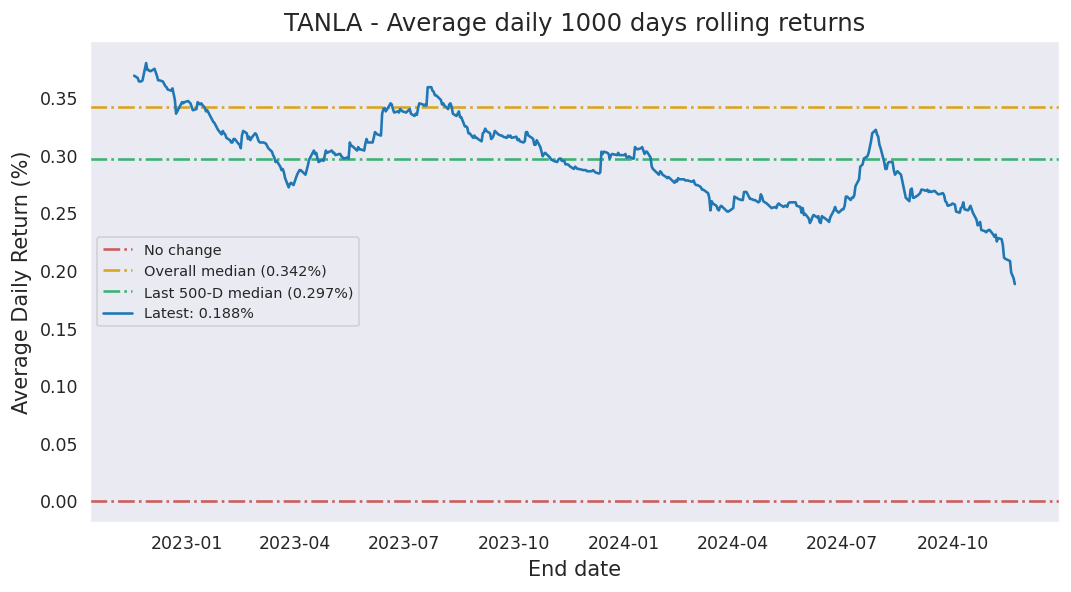 TANLA - Average daily 1000 days rolling returns
Average Daily Return (%)
0.35
0.30
0.25
0.20
0.15
0.10
0.05
0.00
No change
Overall median (0.342%)
Last 500-D median (0.297%)
Latest: 0.188%
2023-01 2023-04 2023-07 2023-10 2024-01 2024-04 2024-07 2024-10
End date